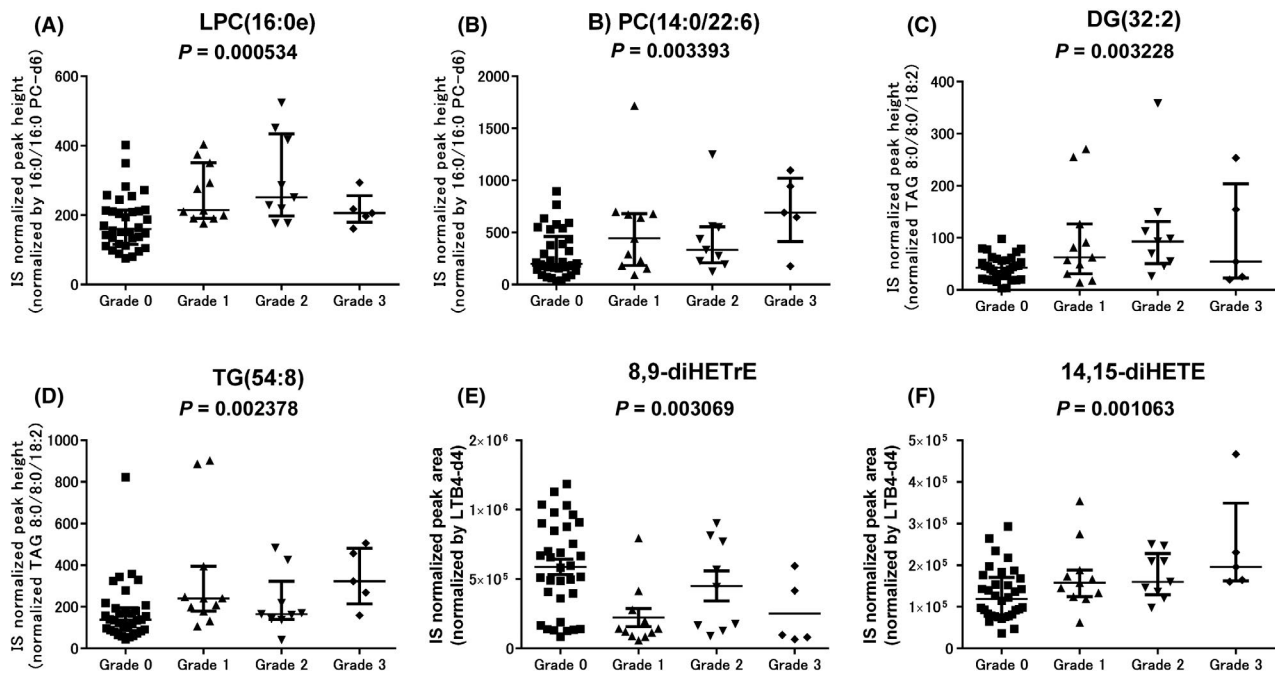 (A)
LPC(16:0e)
P = 0.000534
IS normalized peak height
(normalized by 16:0/16:0 PC-d6)
600
400
200
0
Grade 0 Grade 1 Grade 2 Grade 3
(B)
B) PC(14:0/22:6)
P = 0.003393
IS normalized peak height
(normalized by 16:0/16:0 PC-d6)
2000
1500
1000
500
0
Grade 0 Grade 1 Grade 2 Grade 3
(C)
DG(32:2)
P = 0.003228
IS normalized peak height
(normalized TAG 8:0/8:0/18:2)
400
300
200
100
0
Grade 0 Grade 1 Grade 2 Grade 3
(D)
TG(54:8)
P = 0.002378
IS normalized peak height
(normalized TAG 8:0/8:0/18:2)
1000
800
600
400
200
0
Grade 0 Grade 1 Grade 2 Grade 3
(E)
8,9-diHETrE
P = 0.003069
IS normalized peak area
(normalized by LTB4-d4)
2×10⁶
1×10⁶
5×10⁵
0
Grade 0 Grade 1 Grade 2 Grade 3
(F)
14,15-diHETE
P = 0.001063
IS normalized peak area
(normalized by LTB4-d4)
5×10⁵
4×10⁵
3×10⁵
2×10⁵
1×10⁵
0
Grade 0 Grade 1 Grade 2 Grade 3